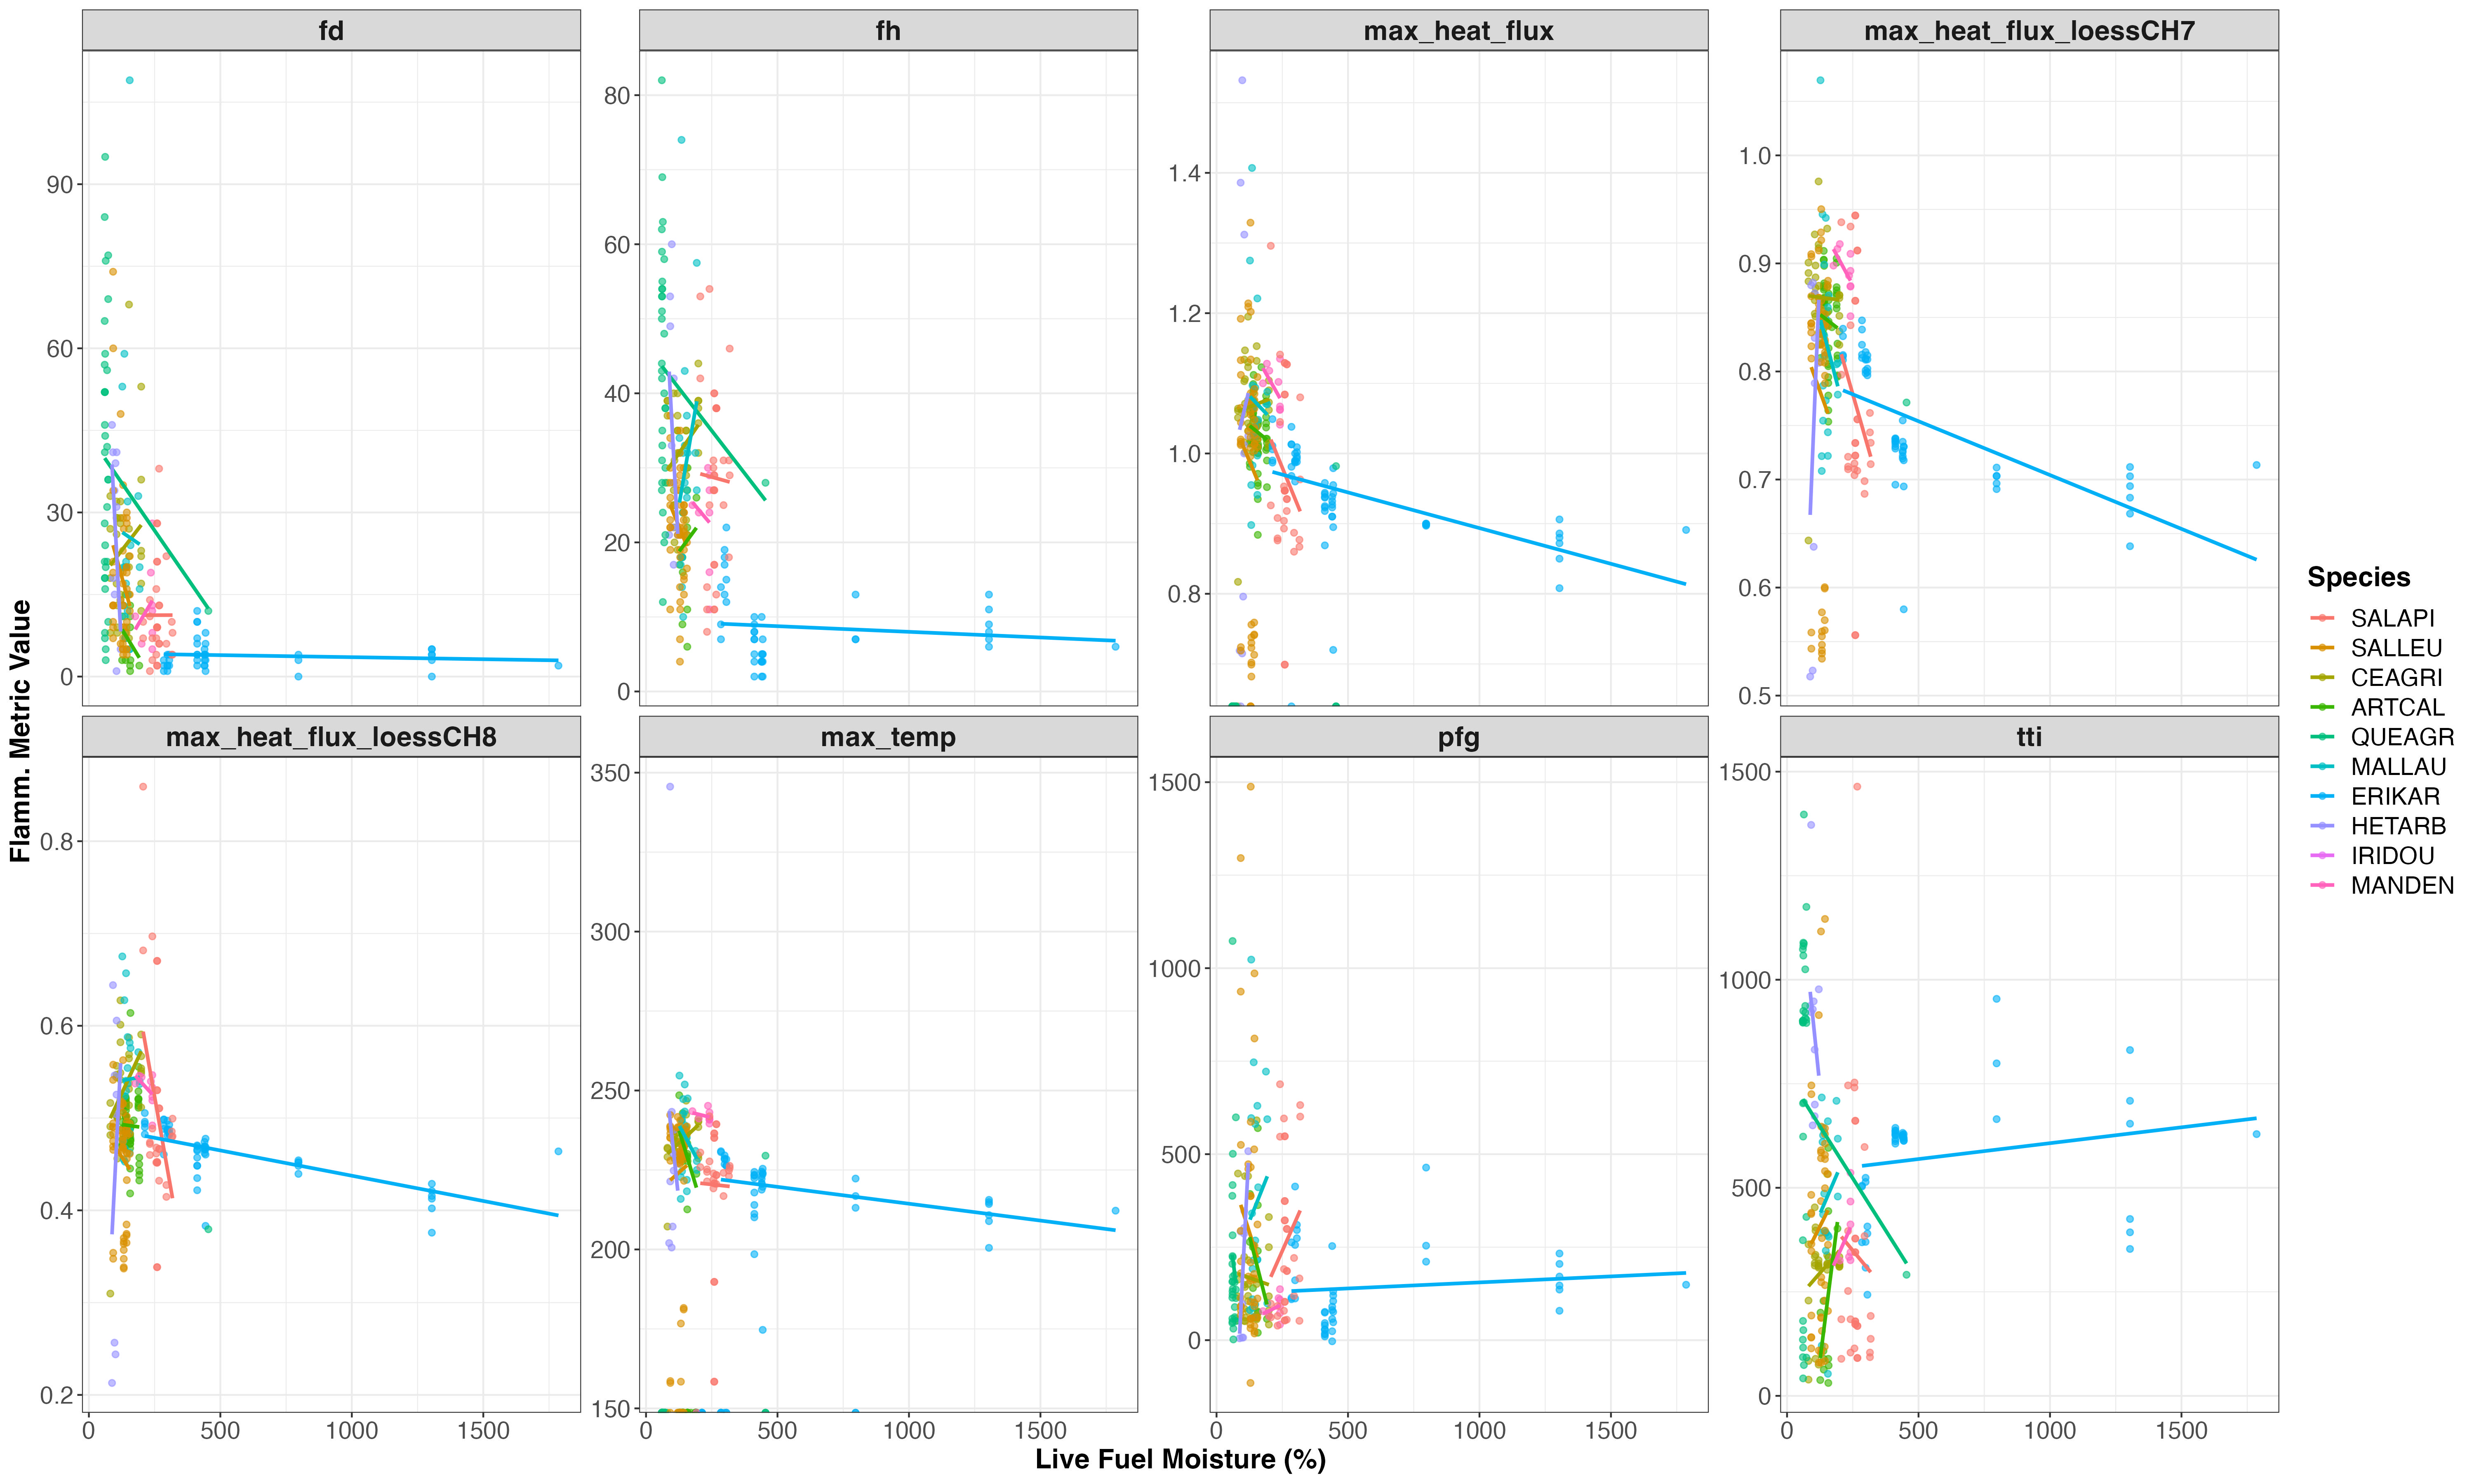 fd
fh
max_heat_flux
max_heat_flux_loessCH7
90
60
30
0
80
60
40
20
0
1.4
1.2
1.0
0.8
1.0
0.9
0.8
0.7
0.6
0.5
max_heat_flux_loessCH8
max_temp
pfg
tti
0.8
0.6
0.4
0.2
350
300
250
200
150
1500
1000
500
0
1500
1000
500
0
0 500 1000 1500
0 500 1000 1500
0 500 1000 1500
0 500 1000 1500
Flamm. Metric Value
Live Fuel Moisture (%)
Species
SALAPI
SALLEU
CEAGRI
ARTCAL
QUEAGR
MALLAU
ERIKAR
HETARB
IRIDOU
MANDEN